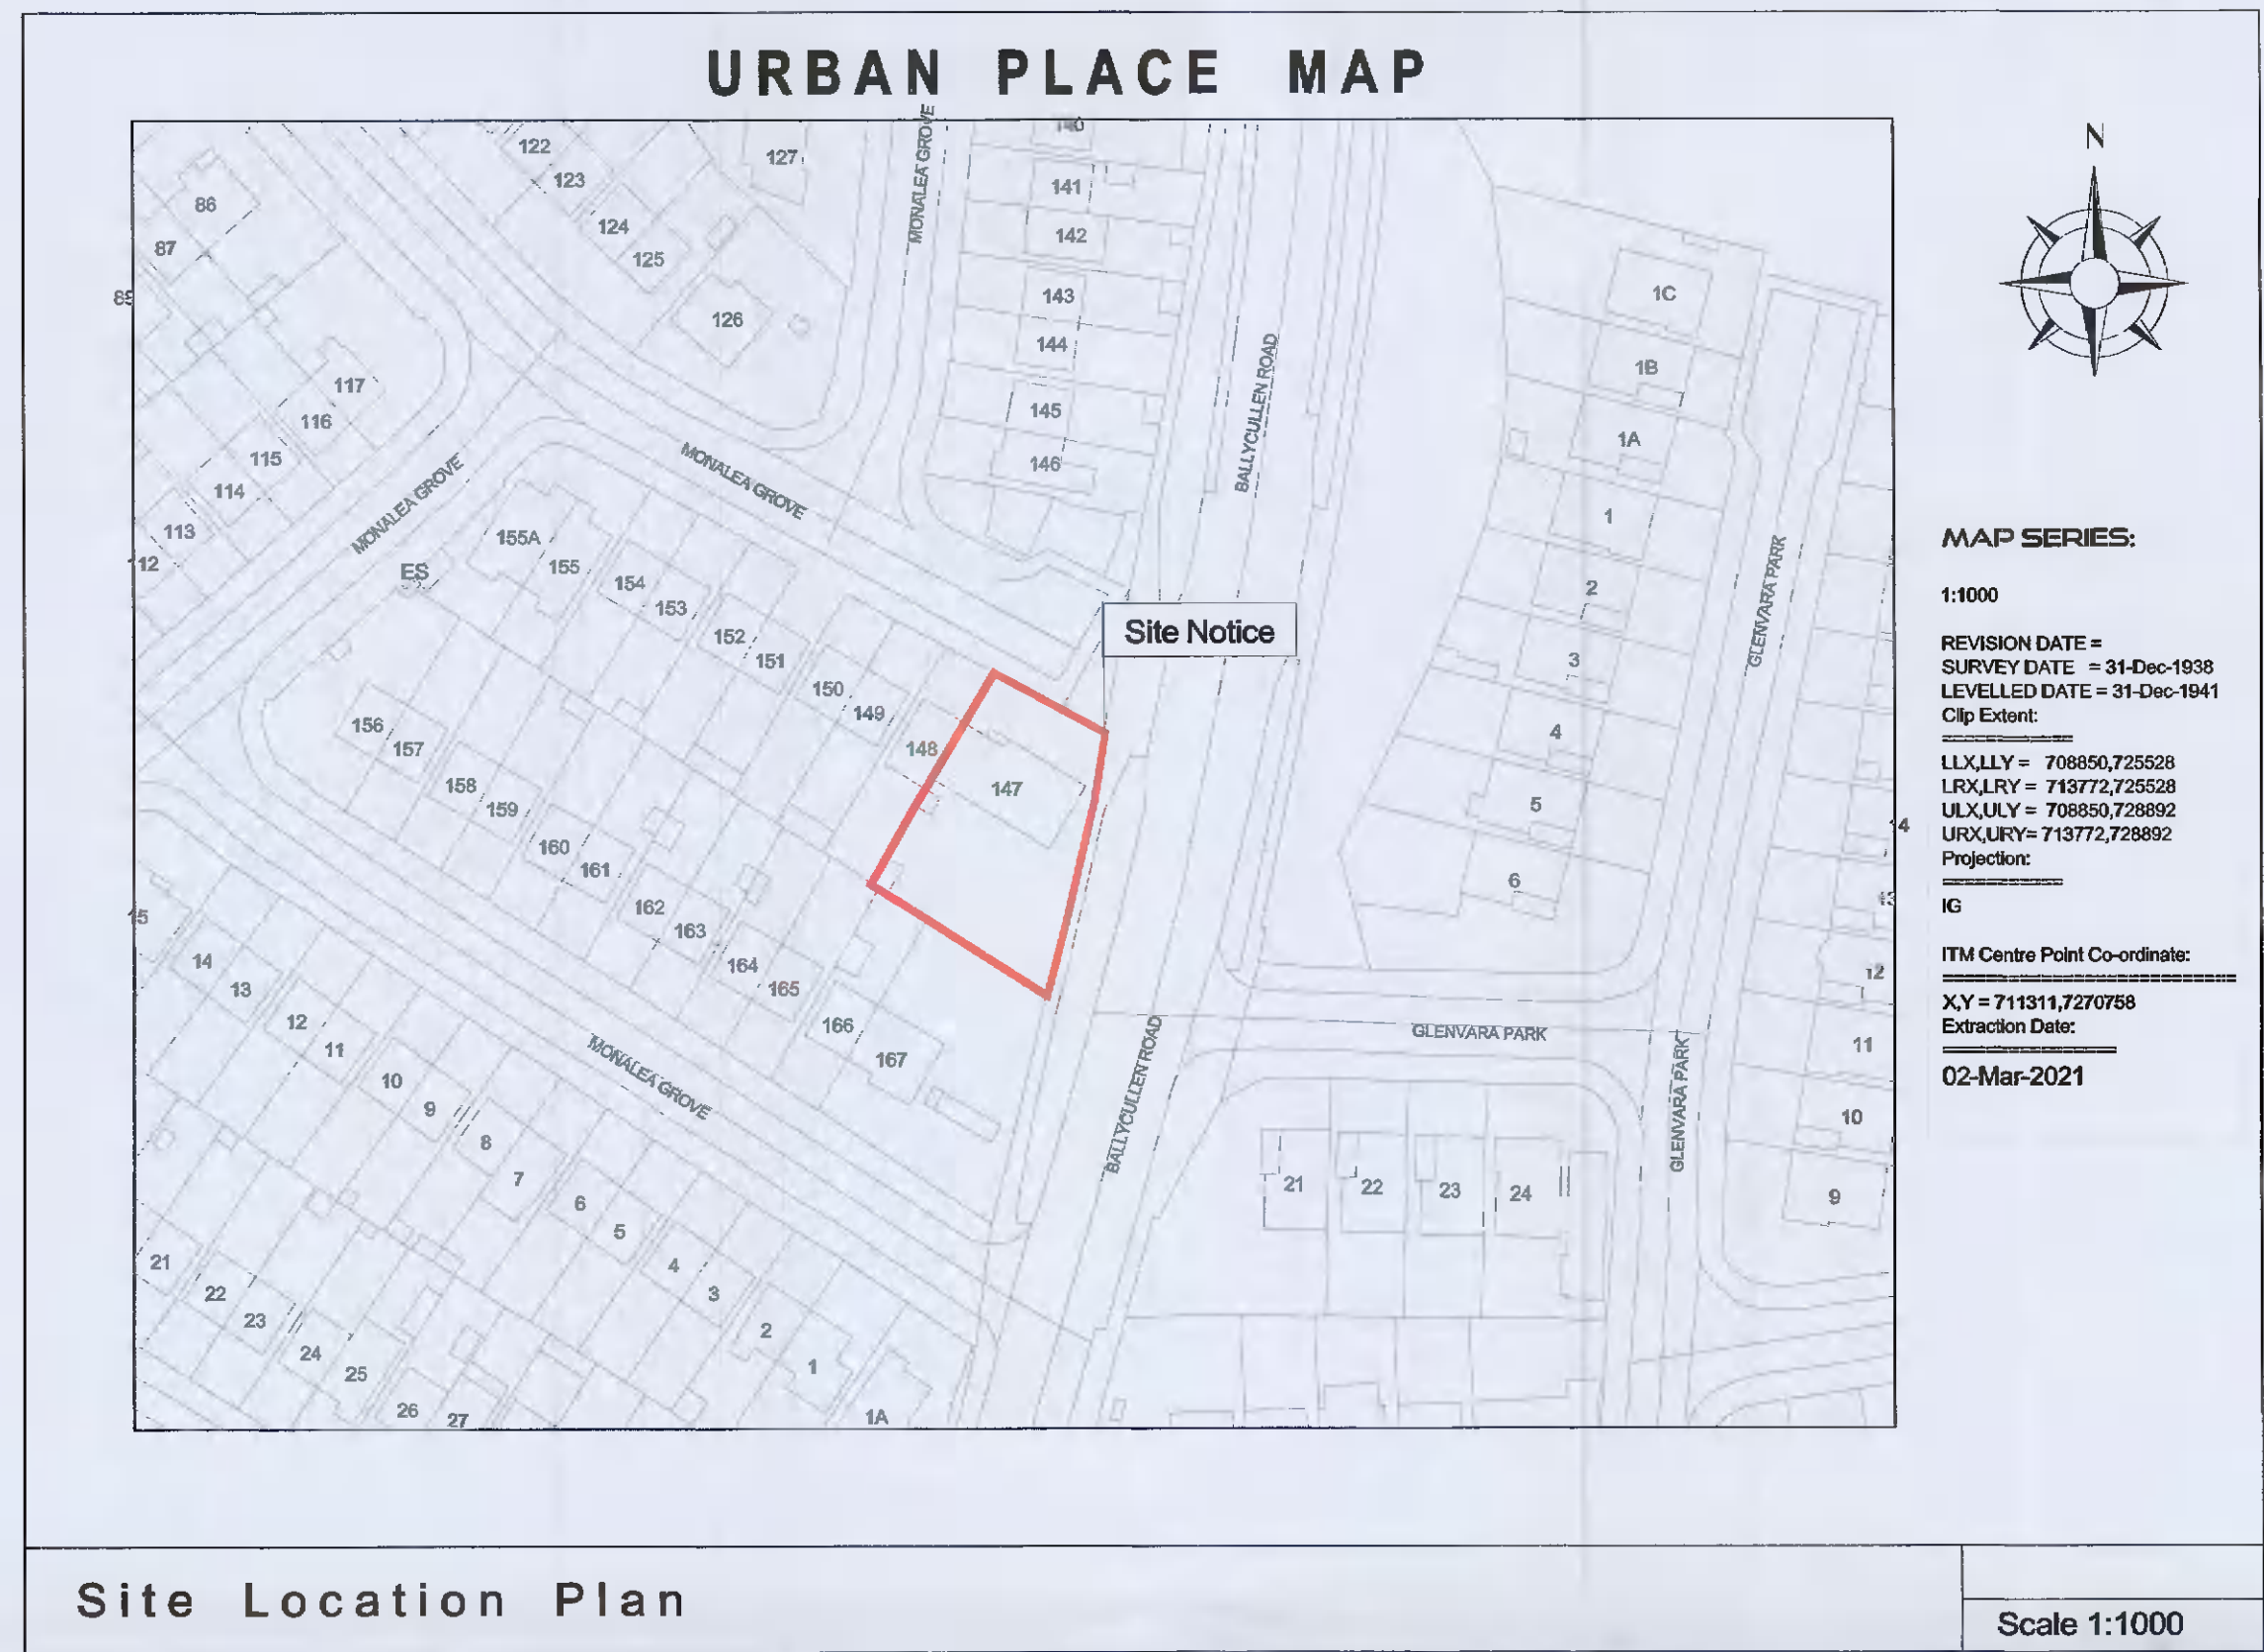 URBAN PLACE MAP
N
MAP SERIES:
1:1000
REVISION DATE =
SURVEY DATE = 31-Dec-1938
LEVELLED DATE = 31-Dec-1941
Clip Extent:
LLX,LLY = 708850,725528
LRX,LRY = 713772,725528
ULX,ULY = 708850,728892
URX,URY= 713772,728892
Projection:
IG
ITM Centre Point Co-ordinate:
X,Y = 711311,7270758
Extraction Date:
02-Mar-2021
122
123
124
125
126
127
86
87
117
116
115
114
113
MONALEA GROVE
140
141
142
143
144
145
146
BALLYCULLEN ROAD
1C
1B
1A
1
2
3
4
5
6
GLENVARA PARK
MONALEA GROVE
MONALEA GROVE
155A
155
ES
154
153
152
151
150
149
148
147
Site Notice
156
157
158
159
160
161
162
163
164
165
166
167
14
13
12
11
10
9
8
7
6
5
4
3
2
1
1A
MONALEA GROVE
BALLYCULLEN ROAD
GLENVARA PARK
GLENVARA PARK
12
11
10
9
21
22
23
24
21
22
23
24
25
26
27
Site Location Plan
Scale 1:1000